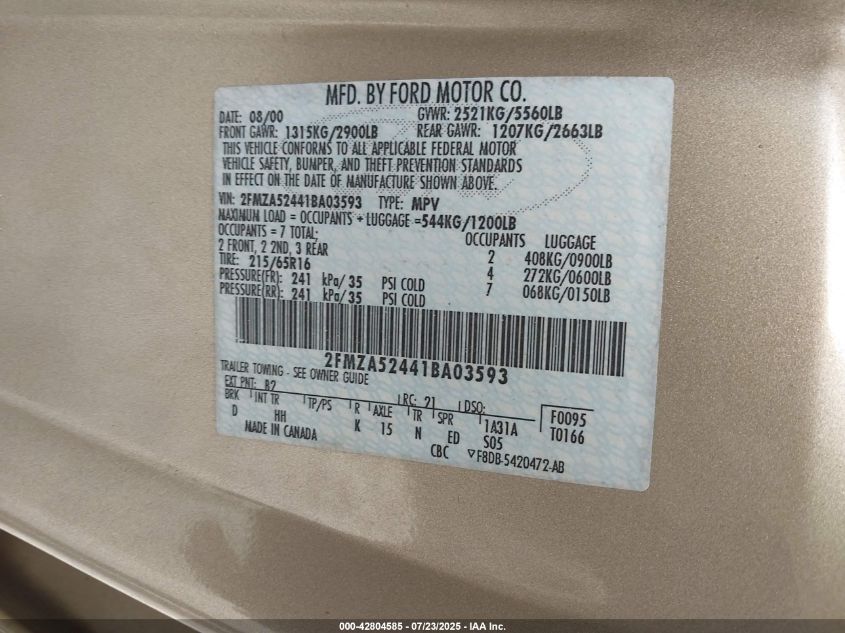 MFD. BY FORD MOTOR CO.
DATE: 08/00 GVWR: 2521KG/5560LB
FRONT GAWR: 1315KG/2900LB REAR GAWR: 1207KG/2663LB
THIS VEHICLE CONFORMS TO ALL APPLICABLE FEDERAL MOTOR
VEHICLE SAFETY, BUMPER, AND THEFT PREVENTION STANDARDS
IN EFFECT ON THE DATE OF MANUFACTURE SHOWN ABOVE.
VIN: 2FMZA52441BA03593 TYPE: MPV
MAXIMUM LOAD = OCCUPANTS + LUGGAGE =544KG/1200LB
OCCUPANTS = 7 TOTAL; OCCUPANTS LUGGAGE
2 FRONT, 2 2ND, 3 REAR 2 408KG/0900LB
TIRE: 215/65R16 4 272KG/0600LB
PRESSURE(FR): 241 kPa/35 PSI COLD 7 068KG/0150LB
PRESSURE(RR): 241 kPa/35 PSI COLD
2FMZA52441BA03593
TRAILER TOWING - SEE OWNER GUIDE
EXT PNT: B2 RC: 21 DSO: F0095
BRK INT TR TP/PS R AXLE TR SPR 1A31A T0166
D HH K 15 N ED S05
MADE IN CANADA CBC ▽F8DB-5420472-AB
000-42804585 - 07/23/2025 - IAA Inc.